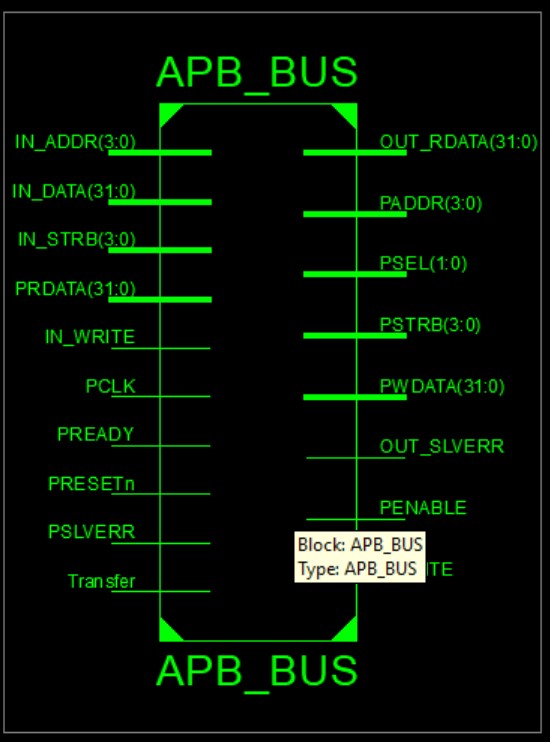 APB_BUS
IN_ADDR(3:0)
OUT_RDATA(31:0)
IN_DATA(31:0)
PADDR(3:0)
IN_STRB(3:0)
PSEL(1:0)
PRDATA(31:0)
PSTRB(3:0)
IN_WRITE
PCLK
PWDATA(31:0)
PREADY
OUT_SLVERR
PRESETn
PENABLE
PSLVERR
Block: APB_BUS
Type: APB_BUS
Transfer
APB_BUS